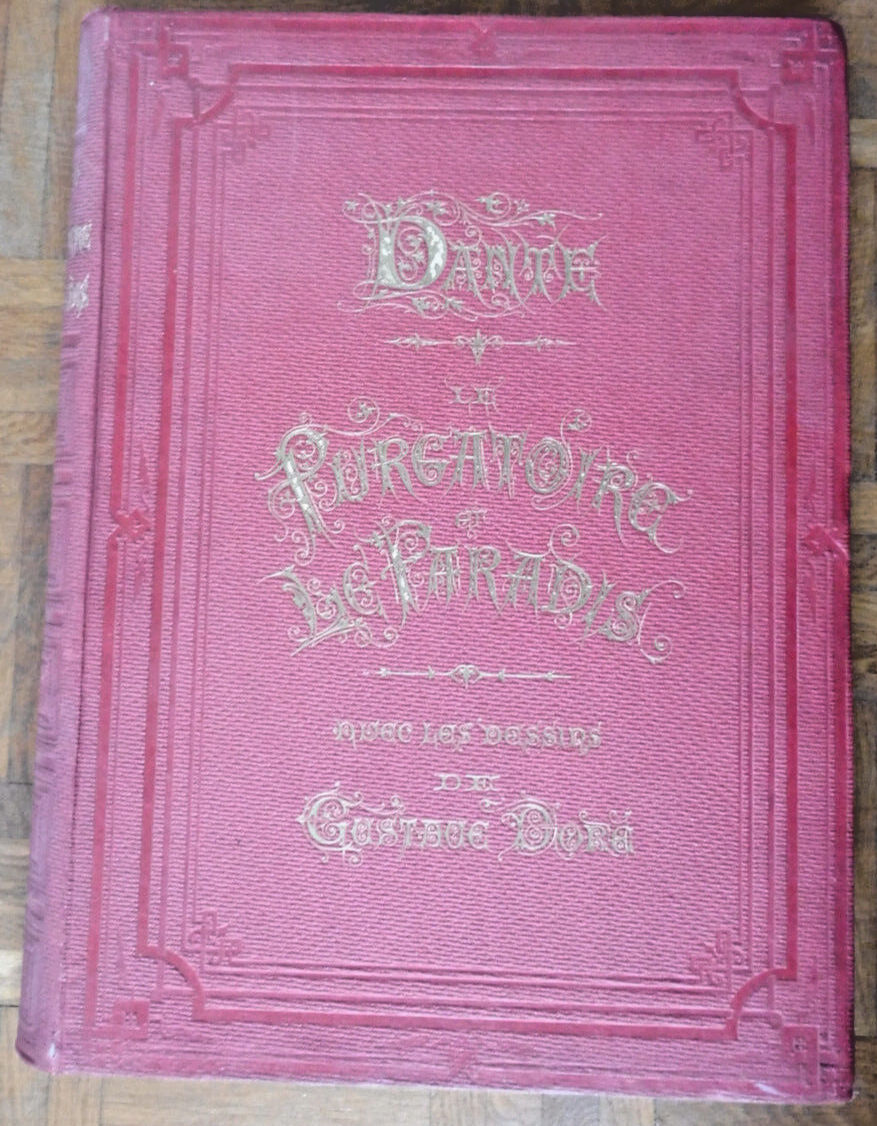 DANTE
LE
PURGATOIRE
ET
LE PARADIS
AVEC LES DESSINS
DE
GUSTAVE DORÉ